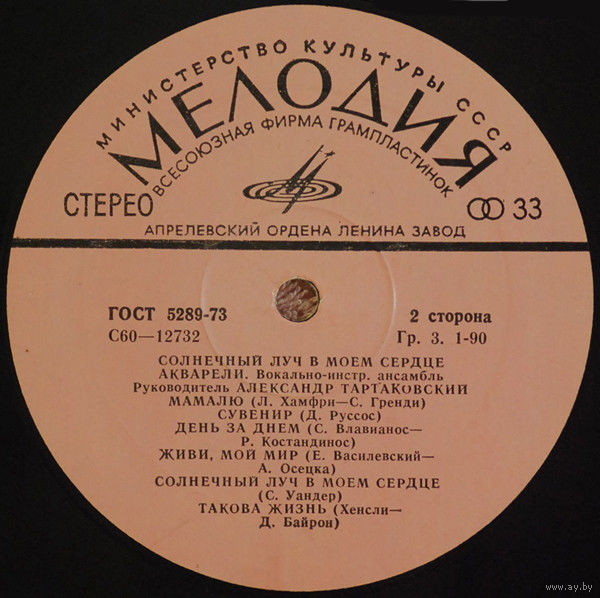 МИНИСТЕРСТВО КУЛЬТУРЫ СССР
МЕЛОДИЯ
ВСЕСОЮЗНАЯ ФИРМА ГРАМПЛАСТИНОК
СТЕРЕО
33
АПРЕЛЕВСКИЙ ОРДЕНА ЛЕНИНА ЗАВОД
ГОСТ 5289-73
2 сторона
С60—12732
Гр. 3. 1-90
СОЛНЕЧНЫЙ ЛУЧ В МОЕМ СЕРДЦЕ
АКВАРЕЛИ. Вокально-инстр. ансамбль
Руководитель АЛЕКСАНДР ТАРТАКОВСКИЙ
МАМАЛЮ (Л. Хамфри—С. Гренди)
СУВЕНИР (Д. Руссос)
ДЕНЬ ЗА ДНЕМ (С. Влавианос—
Р. Костандинос)
ЖИВИ, МОЙ МИР (Е. Василевский—
А. Осецка)
СОЛНЕЧНЫЙ ЛУЧ В МОЕМ СЕРДЦЕ
(С. Уандер)
ТАКОВА ЖИЗНЬ (Хенсли—
Д. Байрон)
www.ay.by